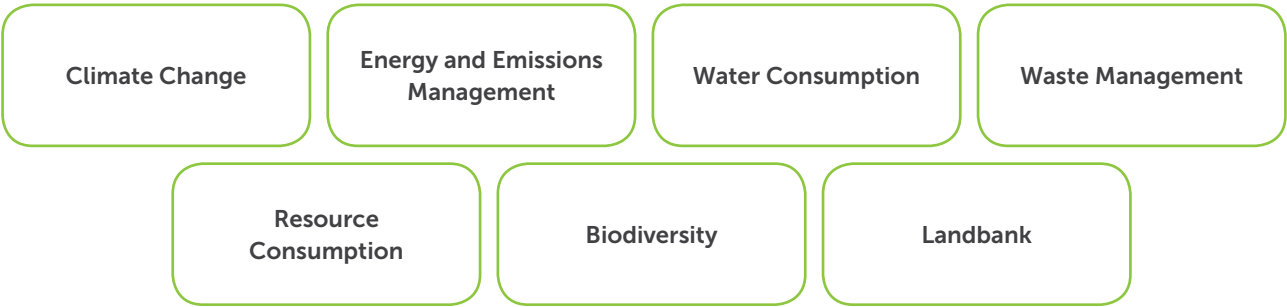 Climate Change
Energy and Emissions
Management
Water Consumption
Waste Management
Resource
Consumption
Biodiversity
Landbank